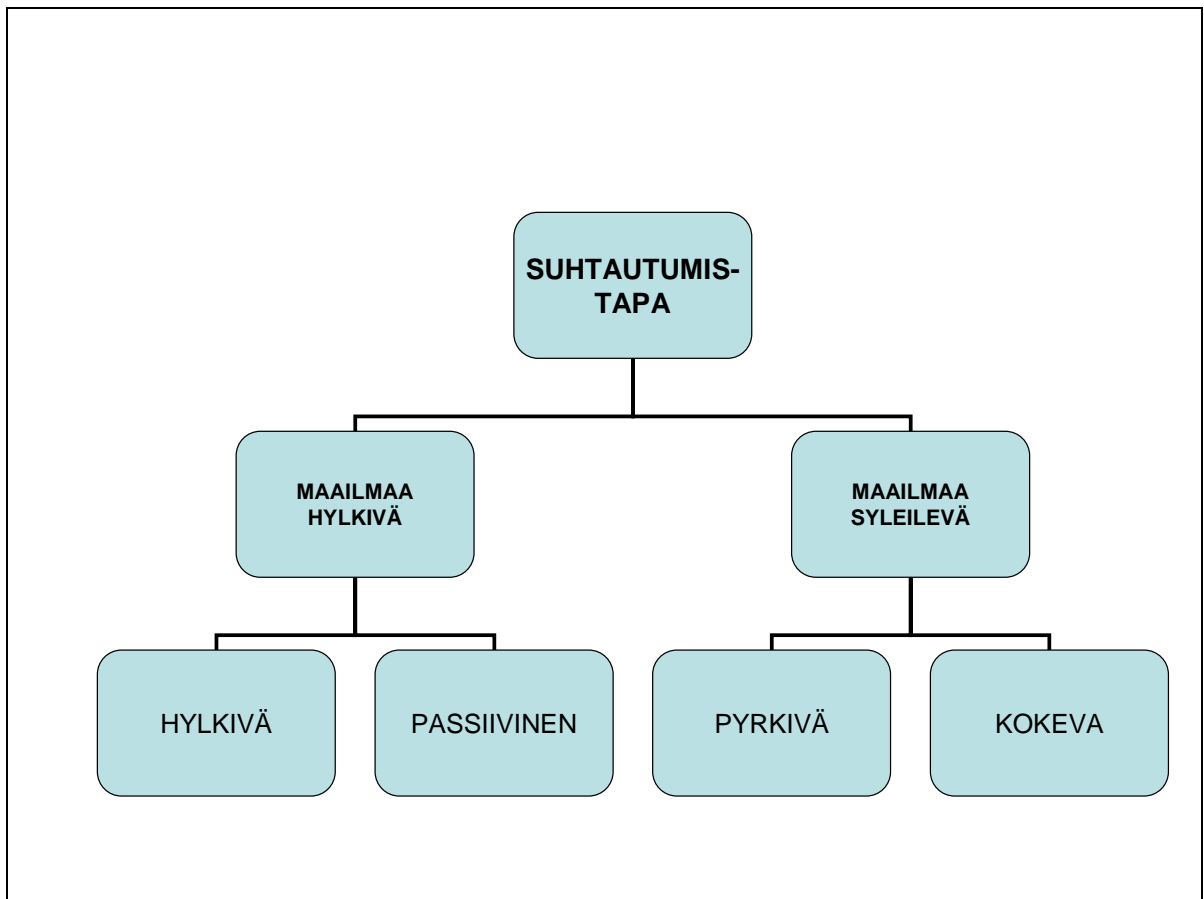 SUHTAUTUMIS-
TAPA
MAAILMAA
HYLKIVÄ
MAAILMAA
SYLEILEVÄ
HYLKIVÄ
PASSIIVINEN
PYRKIVÄ
KOKEVA